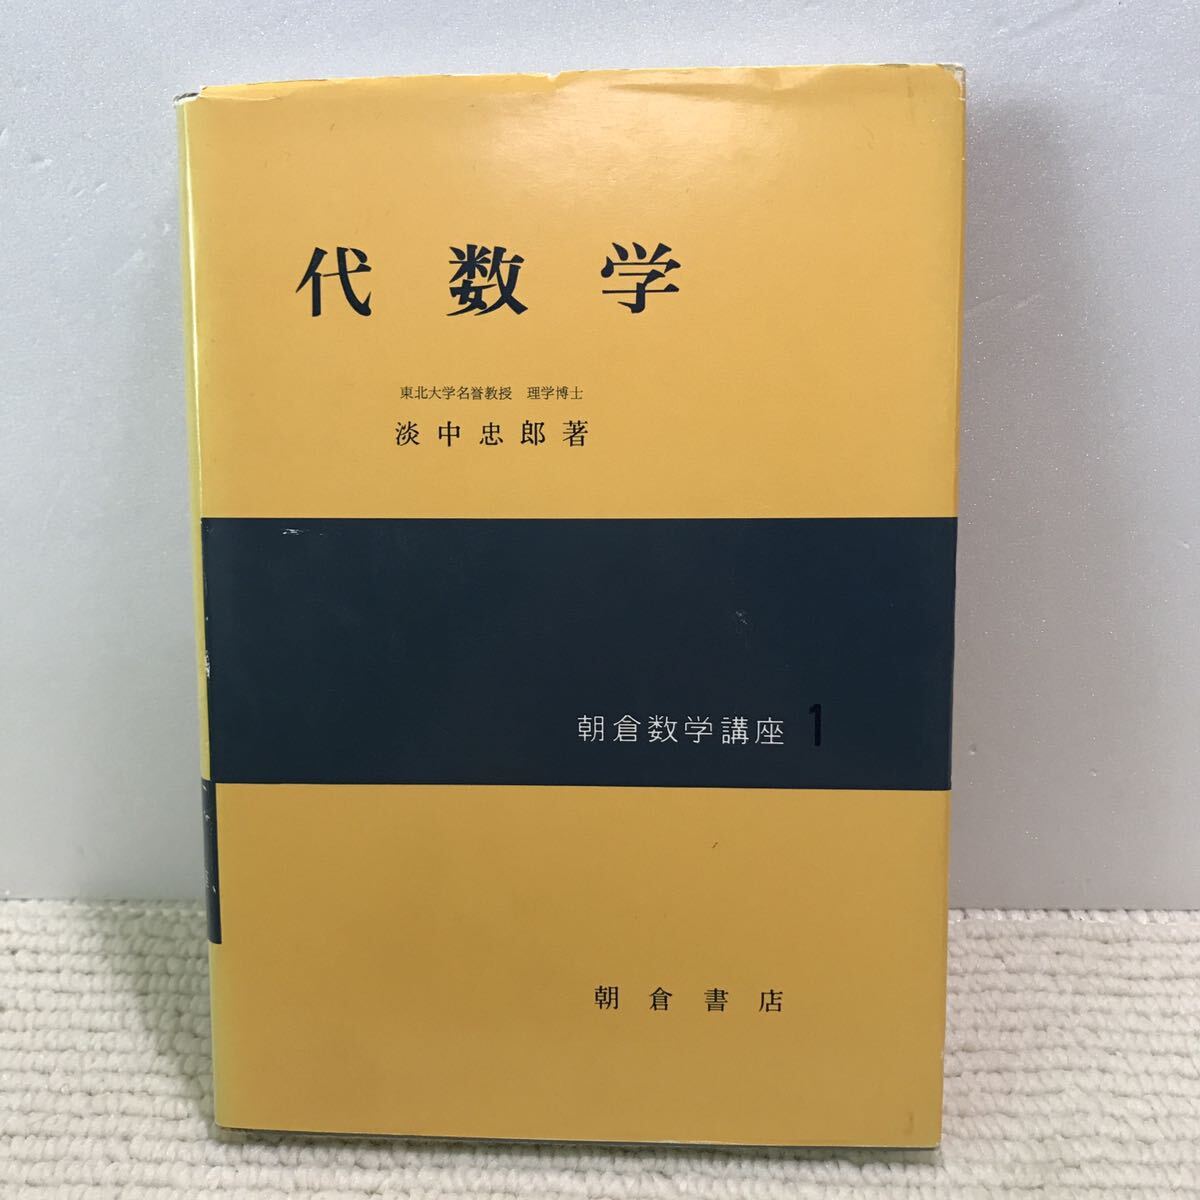 代数学
東北大学名誉教授　理学博士
淡中忠郎著
朝倉数学講座 1
朝倉書店